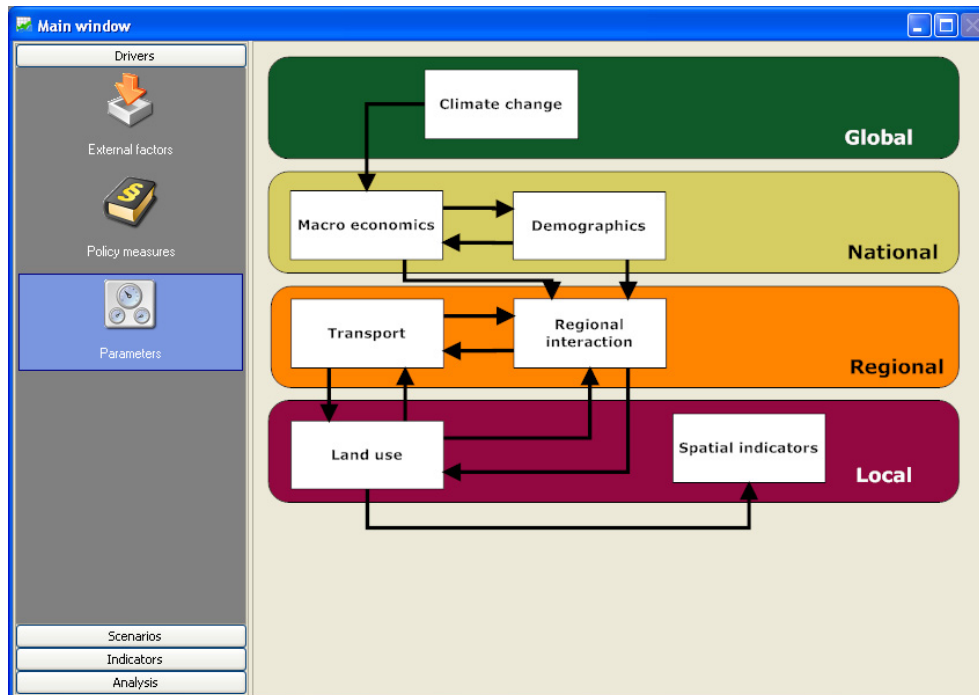 Main window
Drivers
External factors
Policy measures
Parameters
Scenarios
Indicators
Analysis
Climate change
Global
Macro economics
Demographics
National
Transport
Regional
interaction
Regional
Land use
Spatial indicators
Local